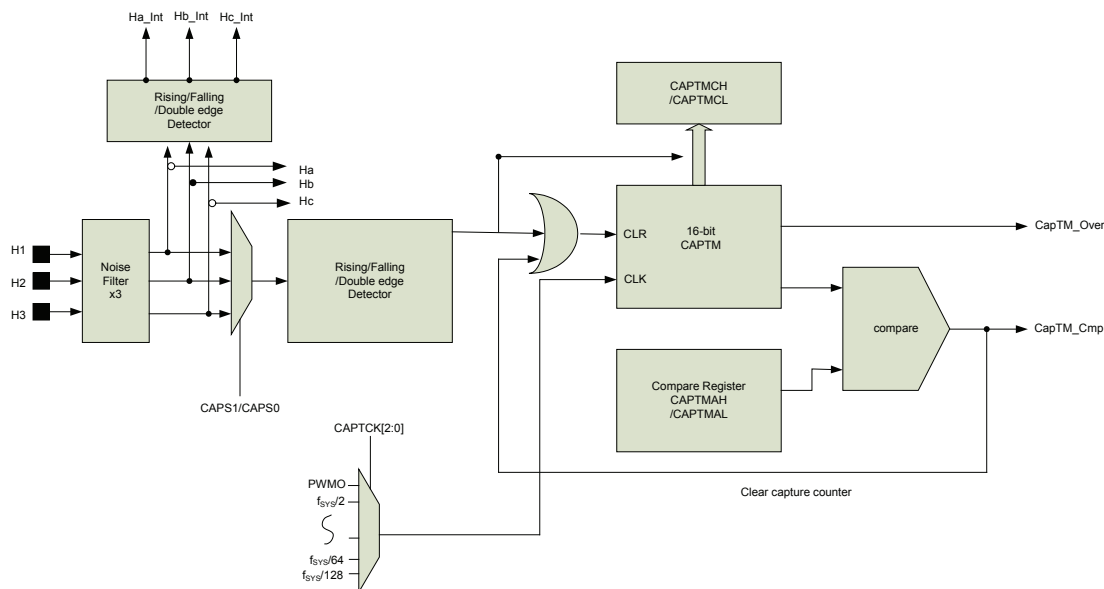 Ha_Int
Hb_Int
Hc_Int
Rising/Falling
/Double edge
Detector
CAPTMCH
/CAPTMCL
Ha
Hb
Hc
H1
H2
H3
Noise
Filter
x3
Rising/Falling
/Double edge
Detector
CLR
16-bit
CAPTM
CLK
CapTM_Over
compare
CapTM_Cmp
Compare Register
CAPTMAH
/CAPTMAL
CAPS1/CAPS0
CAPTCK[2:0]
PWMO
fSYS/2
fSYS/64
fSYS/128
Clear capture counter